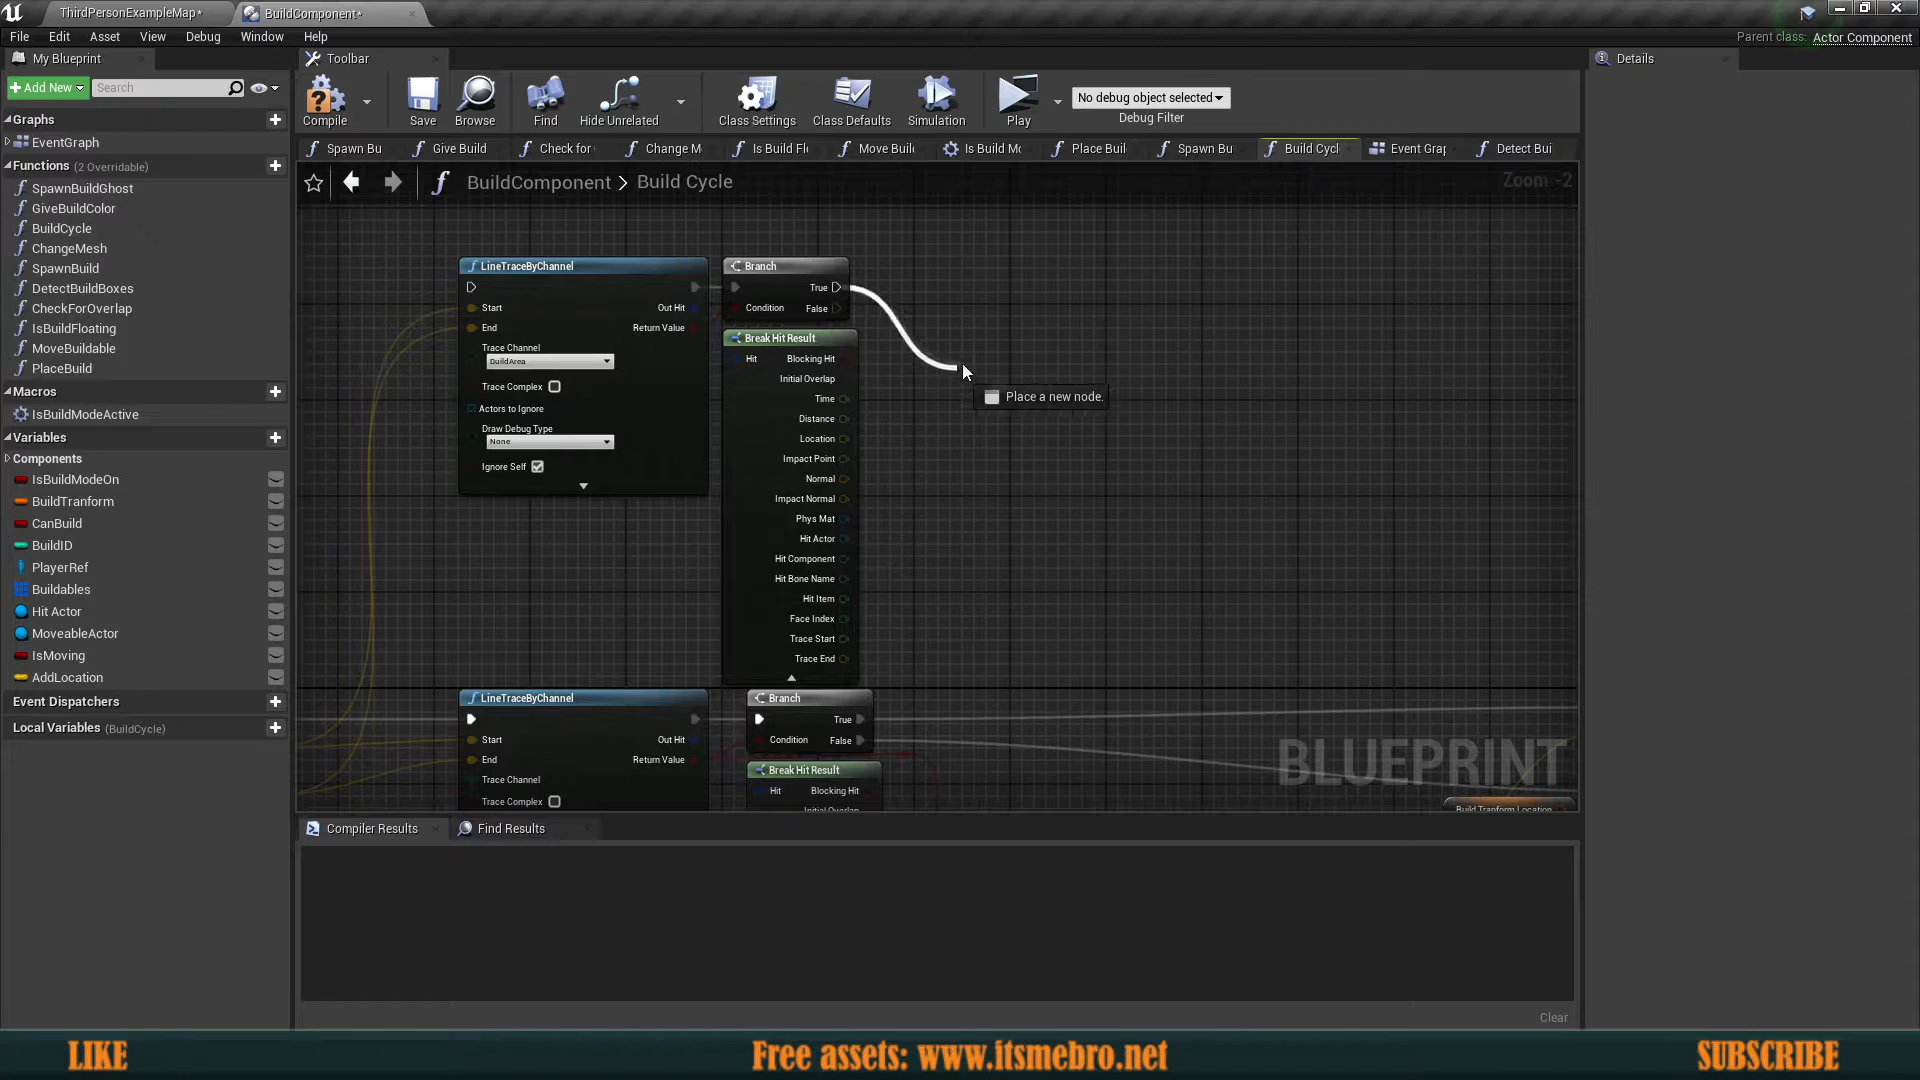 ThirdPersonExampleMap*
BuildComponent*
File Edit Asset View Debug Window Help
Parent class: Actor Component
My Blueprint
Toolbar
Details
Add New
Search
Compile
Save
Browse
Find
Hide Unrelated
Class Settings
Class Defaults
Simulation
Play
No debug object selected
Debug Filter
Graphs
EventGraph
Functions (2 Overridable)
SpawnBuildGhost
GiveBuildColor
BuildCycle
ChangeMesh
SpawnBuild
DetectBuildBoxes
CheckForOverlap
IsBuildFloating
MoveBuildable
PlaceBuild
Macros
IsBuildModeActive
Variables
Components
IsBuildModeOn
BuildTranform
CanBuild
BuildID
PlayerRef
Buildables
Hit Actor
MoveableActor
IsMoving
AddLocation
Event Dispatchers
Local Variables (BuildCycle)
Spawn Bu
Give Build
Check for
Change M
Is Build Fl
Move Buil
Is Build Mo
Place Buil
Spawn Bu
Build Cycl
Event Grap
Detect Bui
BuildComponent > Build Cycle
Zoom -2
LineTraceByChannel
Start
Out Hit
End
Return Value
Trace Channel
BuildArea
Trace Complex
Actors to Ignore
Draw Debug Type
None
Ignore Self
Branch
True
Condition
False
Break Hit Result
Hit
Blocking Hit
Initial Overlap
Time
Distance
Location
Impact Point
Normal
Impact Normal
Phys Mat
Hit Actor
Hit Component
Hit Bone Name
Hit Item
Face Index
Trace Start
Trace End
Place a new node.
LineTraceByChannel
Start
Out Hit
End
Return Value
Trace Channel
Trace Complex
Branch
True
Condition
False
Break Hit Result
Hit
Blocking Hit
Initial Overlap
Build Tranform Location
BLUEPRINT
Compiler Results
Find Results
Clear
LIKE
Free assets: www.itsmebro.net
SUBSCRIBE